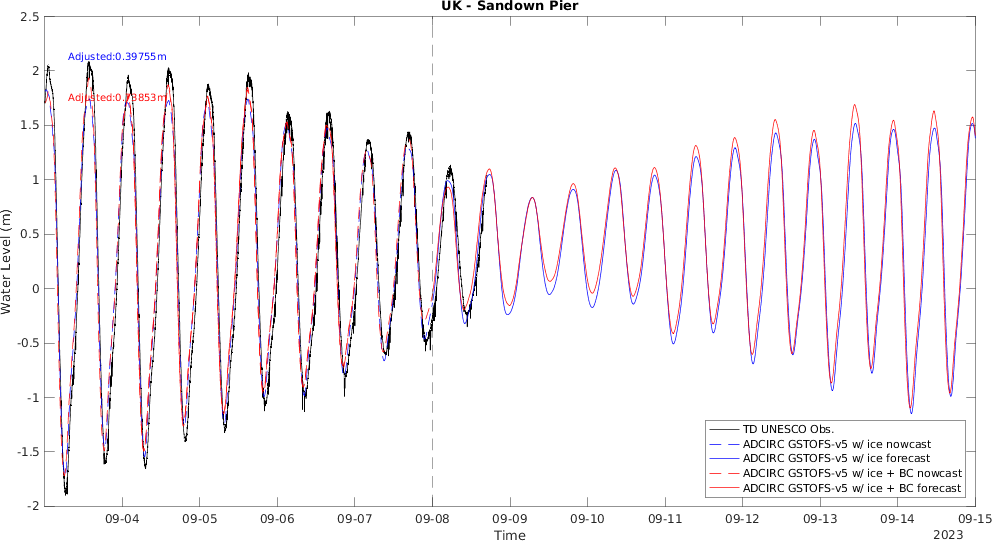 UK - Sandown Pier
2.5
2
1.5
1
0.5
0
-0.5
-1
-1.5
-2
Water Level (m)
Adjusted:0.39755m
TD UNESCO Obs.
ADCIRC GSTOFS-v5 w/ ice nowcast
ADCIRC GSTOFS-v5 w/ ice forecast
ADCIRC GSTOFS-v5 w/ ice + BC nowcast
ADCIRC GSTOFS-v5 w/ ice + BC forecast
09-04 09-05 09-06 09-07 09-08 09-09 09-10 09-11 09-12 09-13 09-14 09-15
Time
2023